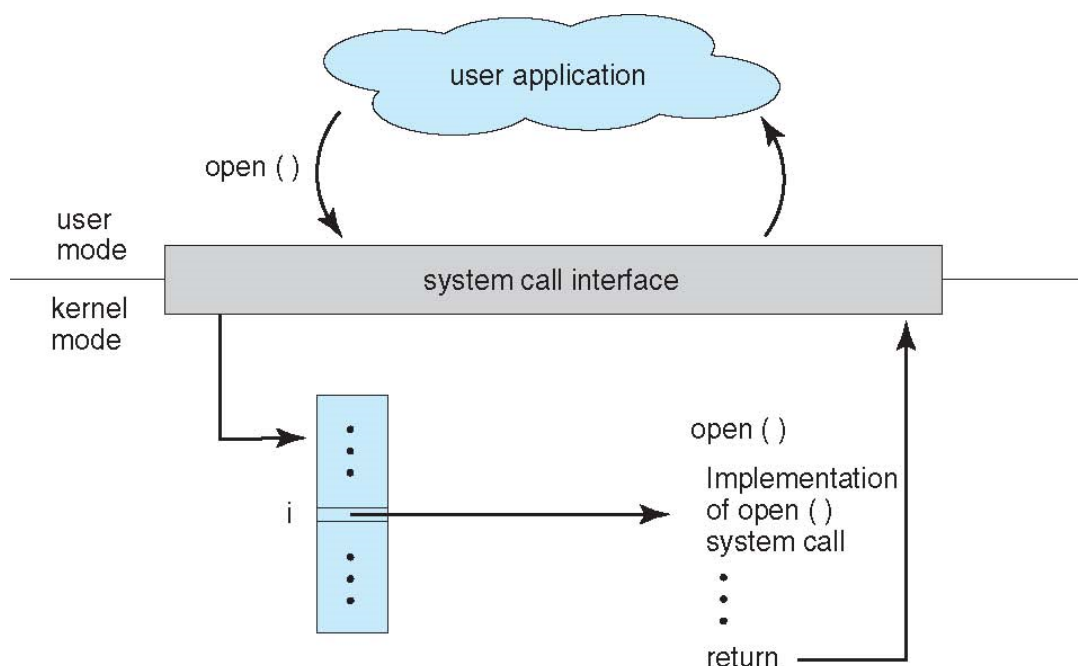 user application
open ( )
user
mode
system call interface
kernel
mode
open ( )
i
Implementation
of open ( )
system call
return